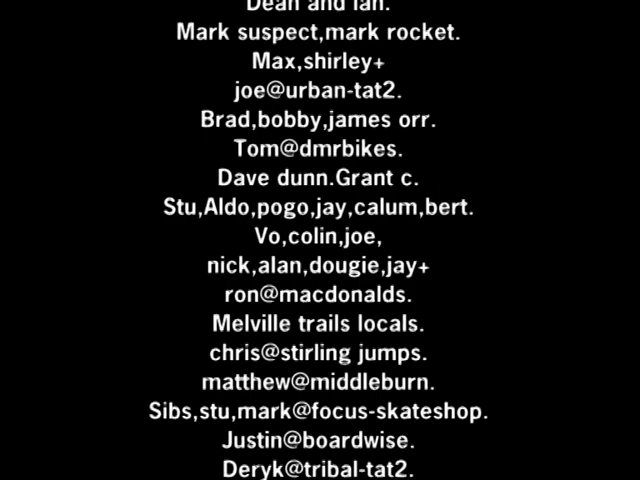 Dean and Ian.
Mark suspect,mark rocket.
Max,shirley+
joe@urban-tat2.
Brad,bobby,james orr.
Tom@dmrbikes.
Dave dunn.Grant c.
Stu,Aldo,pogo,jay,calum,bert.
Vo,colin,joe,
nick,alan,dougie,jay+
ron@macdonalds.
Melville trails locals.
chris@stirling jumps.
matthew@middleburn.
Sibs,stu,mark@focus-skateshop.
Justin@boardwise.
Deryk@tribal-tat2.